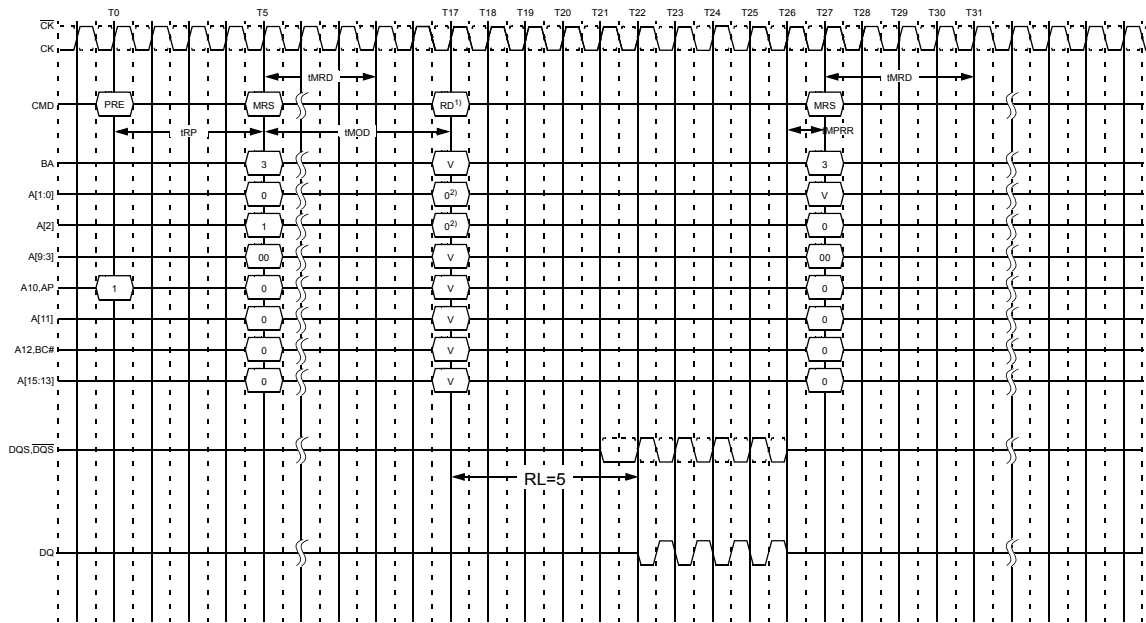 T0 T5 T17 T18 T19 T20 T21 T22 T23 T24 T25 T26 T27 T28 T29 T30 T31
CK
CK
tMRD tMRD
CMD PRE MRS RD1) MRS
tRP tMOD tMPRR
BA 3 V 3
A[1:0] 0 02) V
A[2] 1 02) 0
A[9:3] 00 V 00
A10,AP 1 0 V 0
A[11] 0 V 0
A12,BC# 0 V 0
A[15:13] 0 V 0
DQS,DQS
RL=5
DQ